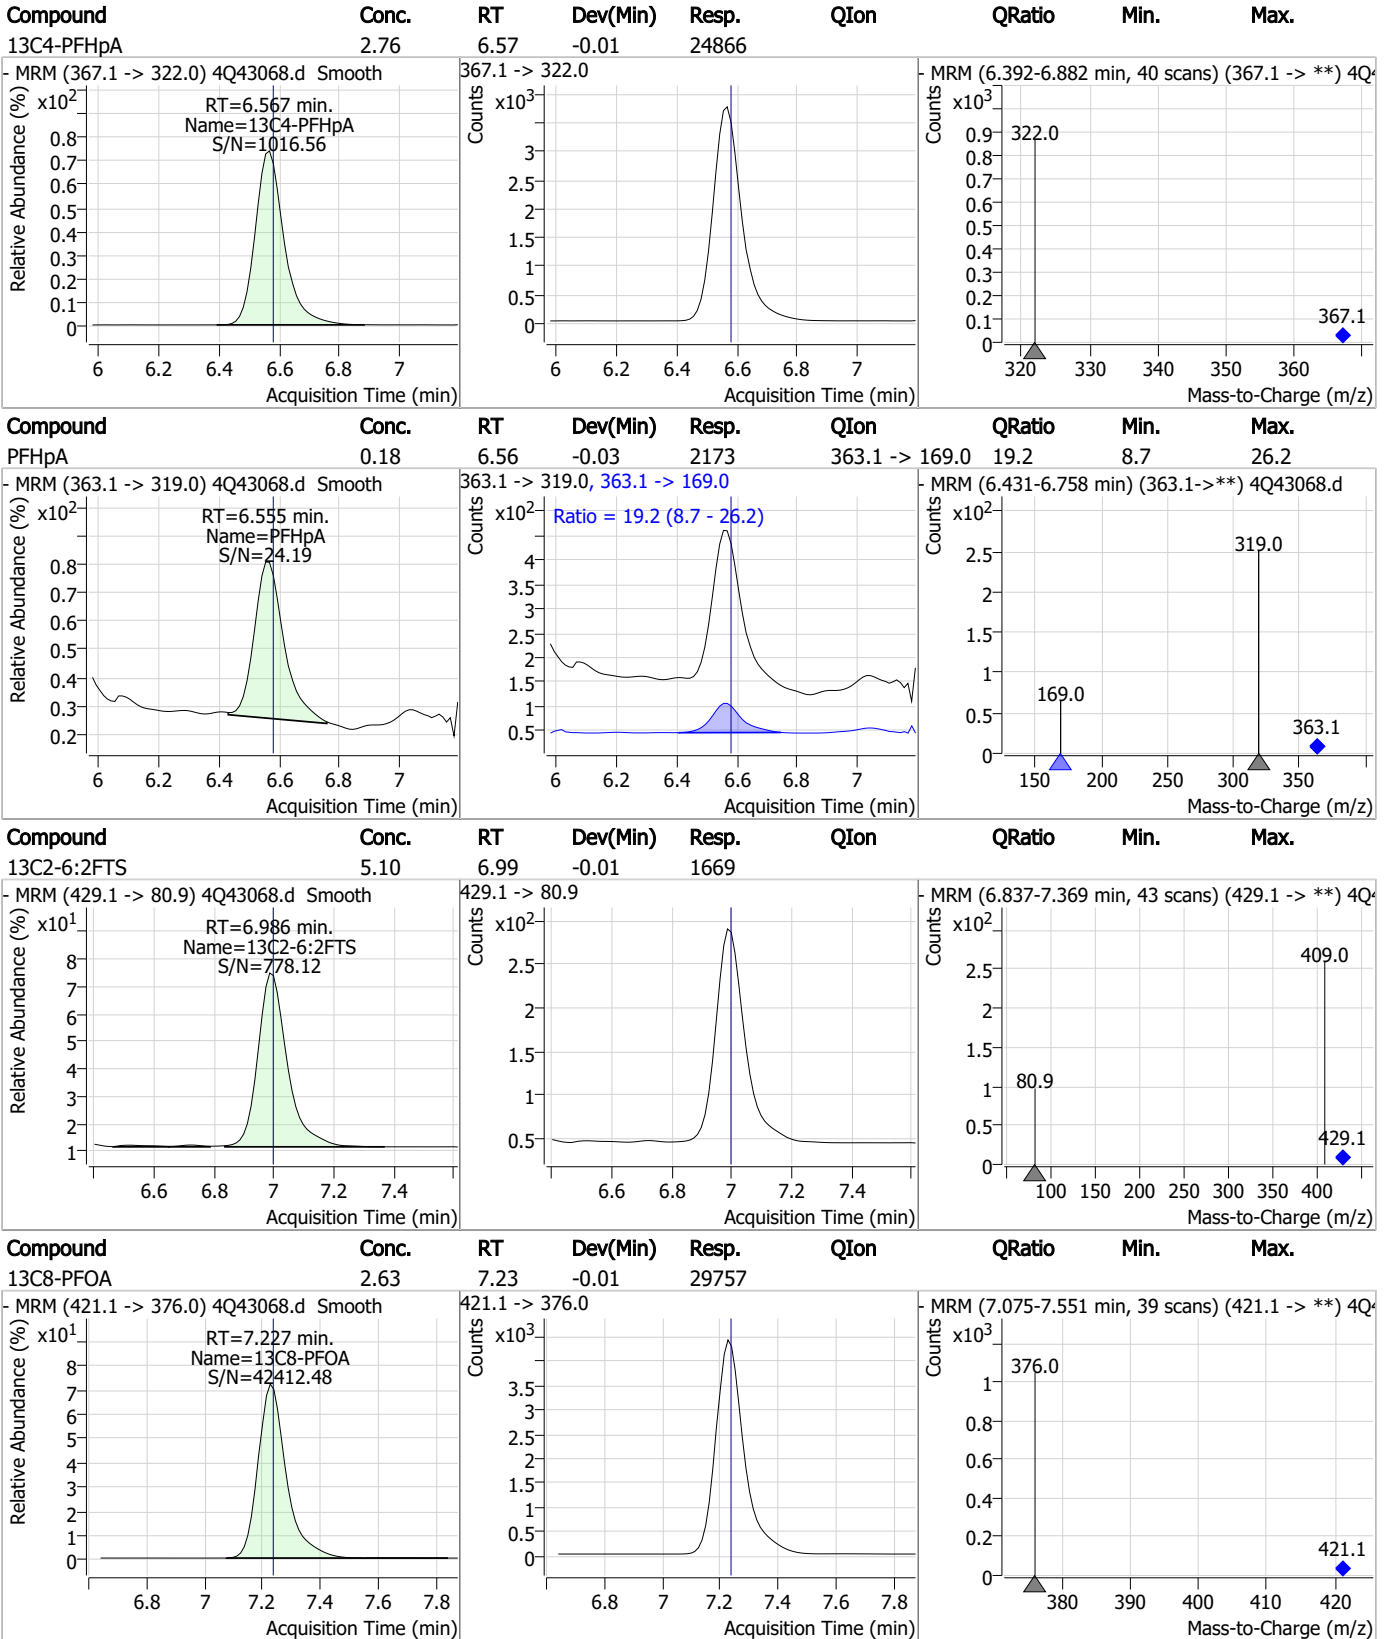 Compound Conc. RT Dev(Min) Resp. QIon QRatio Min. Max.
13C4-PFHpA 2.76 6.57 -0.01 24866
- MRM (367.1 -> 322.0) 4Q43068.d Smooth
Relative Abundance (%)
x10²
RT=6.567 min.
Name=13C4-PFHpA
S/N=1016.56
0.8
0.7
0.6
0.5
0.4
0.3
0.2
0.1
0
6 6.2 6.4 6.6 6.8 7
Acquisition Time (min)
367.1 -> 322.0
Counts
x10³
3
2.5
2
1.5
1
0.5
0
6 6.2 6.4 6.6 6.8 7
Acquisition Time (min)
- MRM (6.392-6.882 min, 40 scans) (367.1 -> **) 4Q4
Counts
x10³
322.0
367.1
0.9
0.8
0.7
0.6
0.5
0.4
0.3
0.2
0.1
0
320 330 340 350 360
Mass-to-Charge (m/z)
Compound Conc. RT Dev(Min) Resp. QIon QRatio Min. Max.
PFHpA 0.18 6.56 -0.03 2173 363.1 -> 169.0 19.2 8.7 26.2
- MRM (363.1 -> 319.0) 4Q43068.d Smooth
Relative Abundance (%)
x10²
RT=6.555 min.
Name=PFHpA
S/N=24.19
0.8
0.7
0.6
0.5
0.4
0.3
0.2
6 6.2 6.4 6.6 6.8 7
Acquisition Time (min)
363.1 -> 319.0, 363.1 -> 169.0
Counts
x10²
Ratio = 19.2 (8.7 - 26.2)
4
3.5
3
2.5
2
1.5
1
0.5
6 6.2 6.4 6.6 6.8 7
Acquisition Time (min)
- MRM (6.431-6.758 min) (363.1->**) 4Q43068.d
Counts
x10²
319.0
169.0
363.1
2.5
2
1.5
1
0.5
0
150 200 250 300 350
Mass-to-Charge (m/z)
Compound Conc. RT Dev(Min) Resp. QIon QRatio Min. Max.
13C2-6:2FTS 5.10 6.99 -0.01 1669
- MRM (429.1 -> 80.9) 4Q43068.d Smooth
Relative Abundance (%)
x10¹
RT=6.986 min.
Name=13C2-6:2FTS
S/N=778.12
8
7
6
5
4
3
2
1
6.6 6.8 7 7.2 7.4
Acquisition Time (min)
429.1 -> 80.9
Counts
x10²
2.5
2
1.5
1
0.5
6.6 6.8 7 7.2 7.4
Acquisition Time (min)
- MRM (6.837-7.369 min, 43 scans) (429.1 -> **) 4Q4
Counts
x10²
409.0
80.9
429.1
2.5
2
1.5
1
0.5
0
100 150 200 250 300 350 400
Mass-to-Charge (m/z)
Compound Conc. RT Dev(Min) Resp. QIon QRatio Min. Max.
13C8-PFOA 2.63 7.23 -0.01 29757
- MRM (421.1 -> 376.0) 4Q43068.d Smooth
Relative Abundance (%)
x10¹
RT=7.227 min.
Name=13C8-PFOA
S/N=42412.48
8
7
6
5
4
3
2
1
0
6.8 7 7.2 7.4 7.6 7.8
Acquisition Time (min)
421.1 -> 376.0
Counts
x10³
3.5
3
2.5
2
1.5
1
0.5
0
6.8 7 7.2 7.4 7.6 7.8
Acquisition Time (min)
- MRM (7.075-7.551 min, 39 scans) (421.1 -> **) 4Q4
Counts
x10³
376.0
421.1
1
0.8
0.6
0.4
0.2
0
380 390 400 410 420
Mass-to-Charge (m/z)